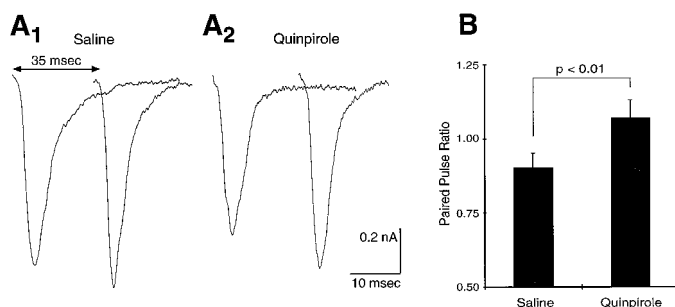 A1 Saline
35 msec
A2 Quinpirole
0.2 nA
10 msec
B
p < 0.01
Paired Pulse Ratio
1.25
1.00
0.75
0.50
Saline Quinpirole